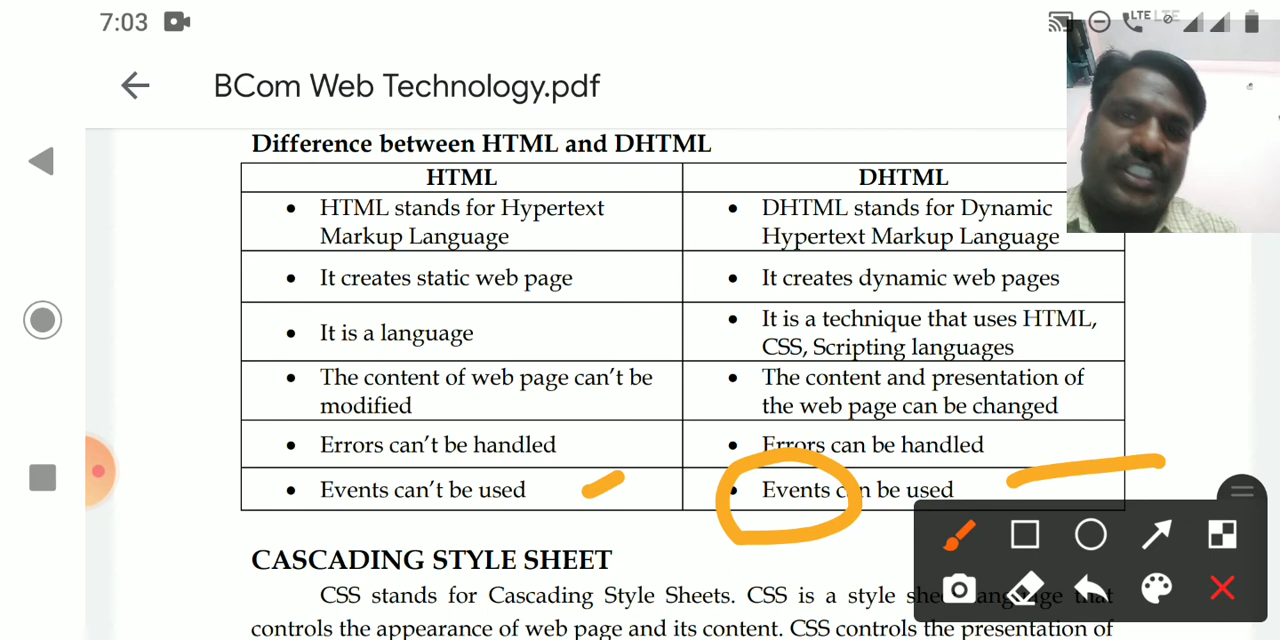 7:03
LTE LTE
BCom Web Technology.pdf
Difference between HTML and DHTML
HTML
DHTML
• HTML stands for Hypertext
Markup Language
• DHTML stands for Dynamic
Hypertext Markup Language
• It creates static web page
• It creates dynamic web pages
• It is a language
• It is a technique that uses HTML,
CSS, Scripting languages
• The content of web page can't be
modified
• The content and presentation of
the web page can be changed
• Errors can't be handled
• Errors can be handled
• Events can't be used
• Events can be used
CASCADING STYLE SHEET
CSS stands for Cascading Style Sheets. CSS is a style sheet language that
controls the appearance of web page and its content. CSS controls the presentation of